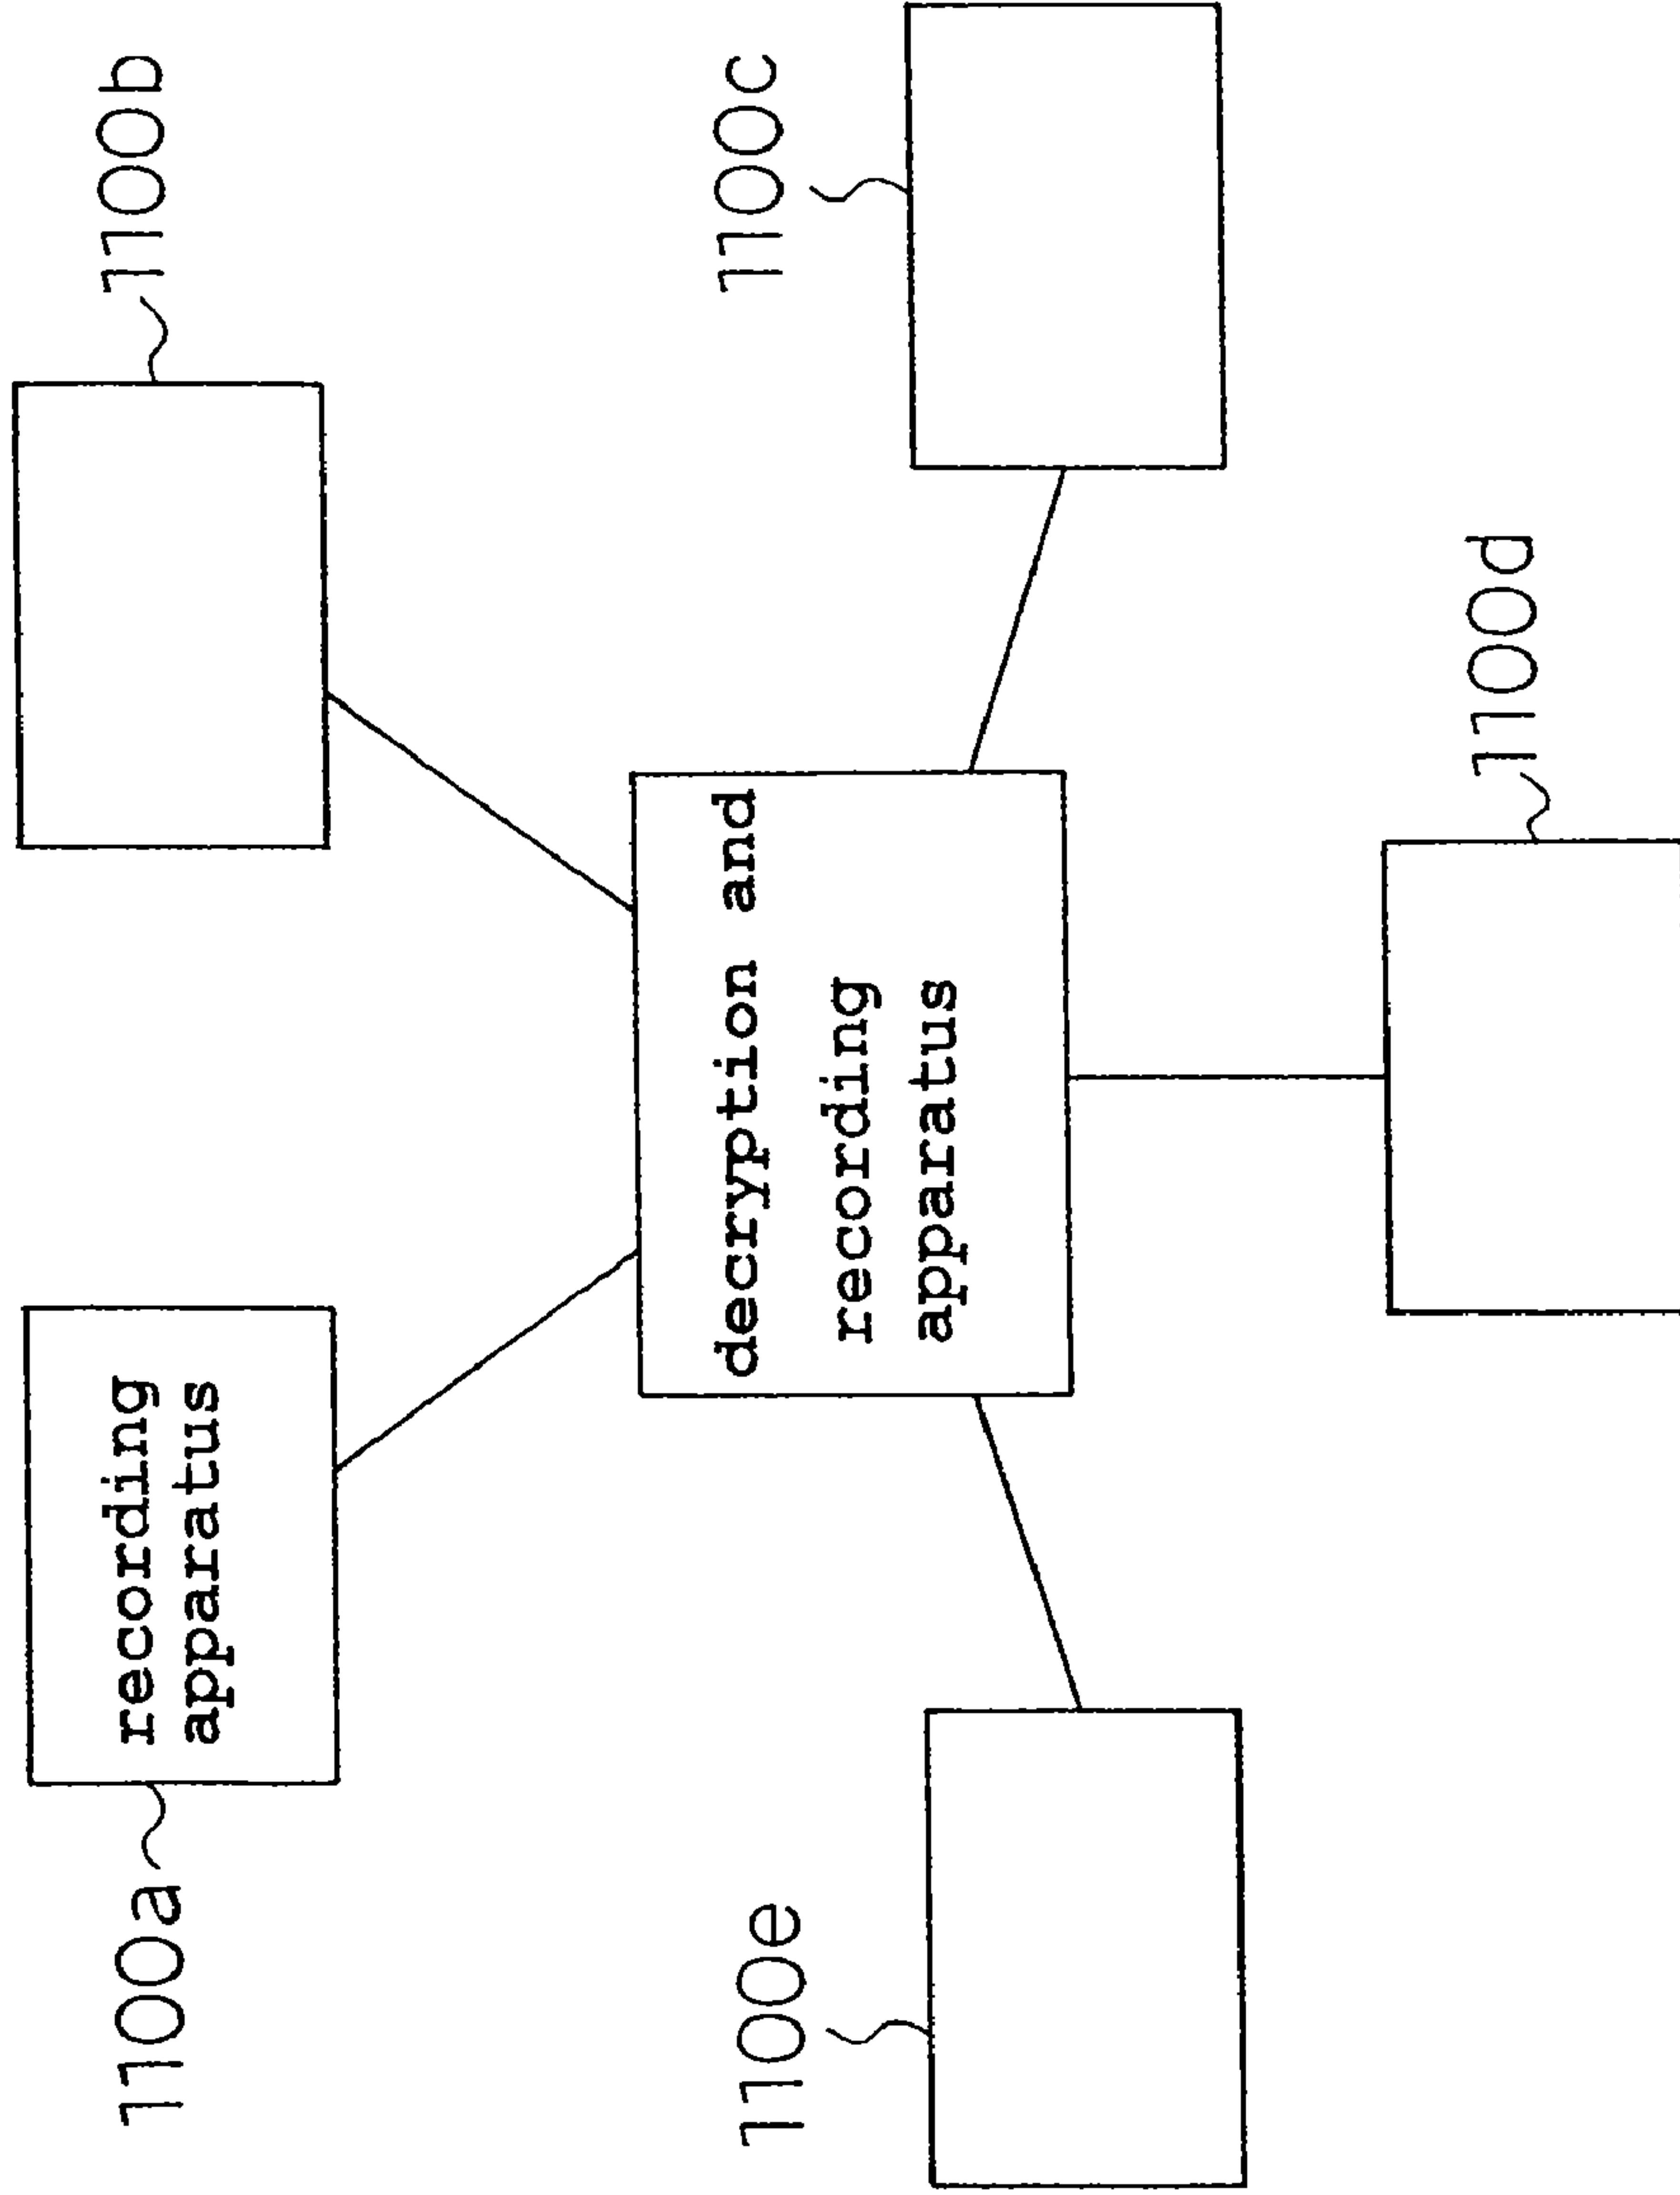 1100a
recording
apparatus
1100b
decryption and
recording
apparatus
1100e
1100c
1100d